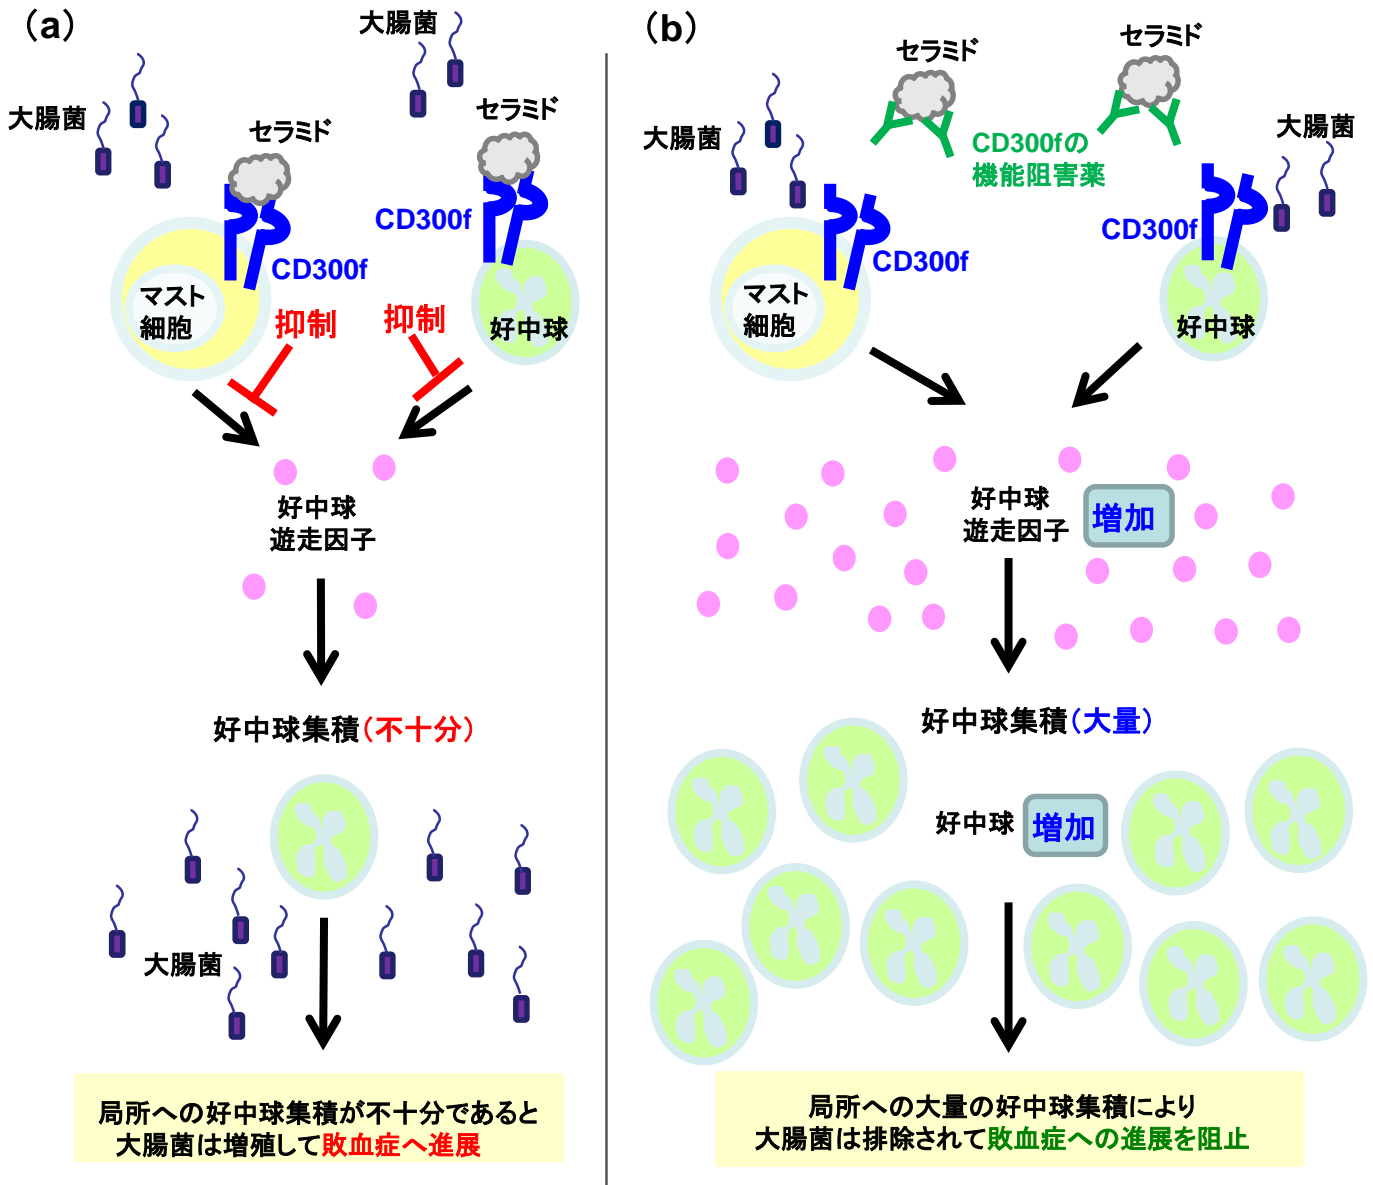 (a)
大腸菌
大腸菌
セラミド
セラミド
CD300f
CD300f
マスト
細胞
抑制
抑制
好中球
好中球
遊走因子
好中球集積(不十分)
大腸菌
局所への好中球集積が不十分であると
大腸菌は増殖して敗血症へ進展
(b)
セラミド
セラミド
大腸菌
大腸菌
CD300fの
機能阻害薬
CD300f
CD300f
マスト
細胞
好中球
好中球
遊走因子
増加
好中球集積(大量)
好中球
増加
局所への大量の好中球集積により
大腸菌は排除されて敗血症への進展を阻止